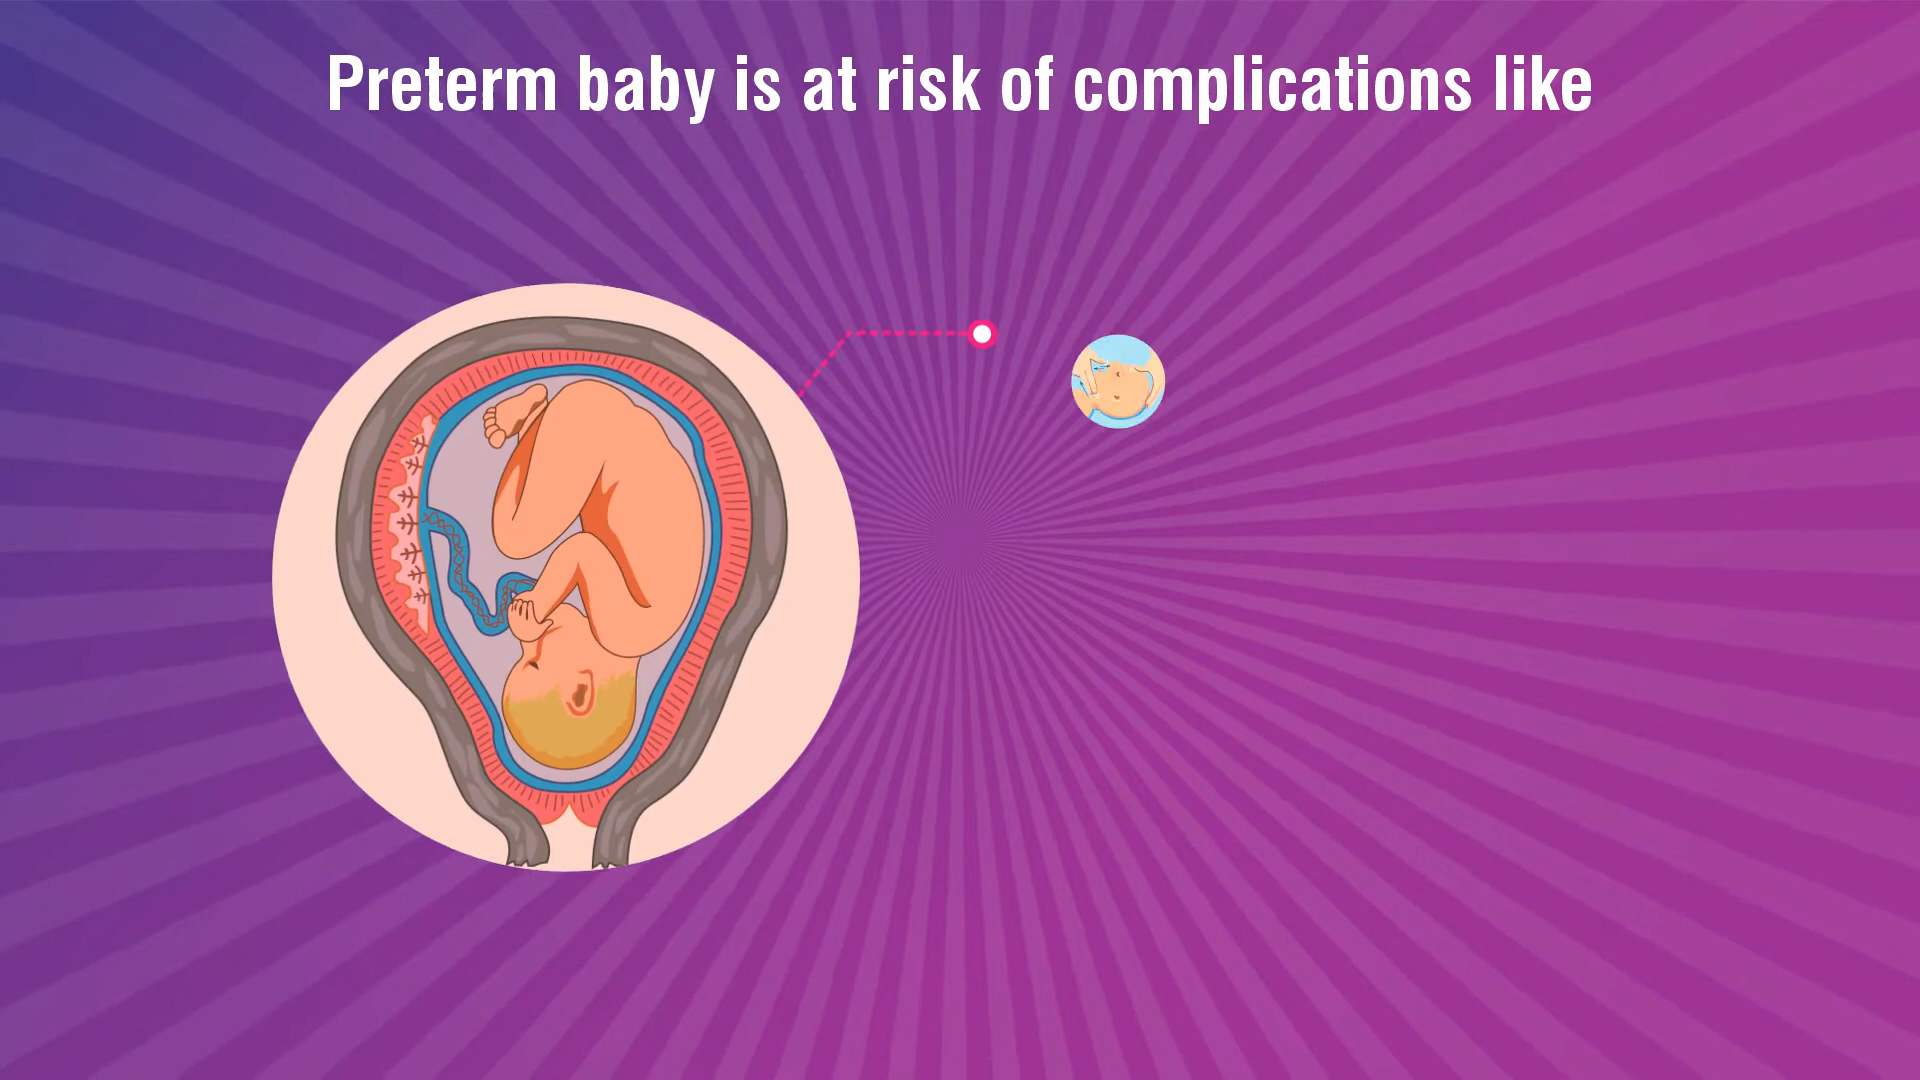 Preterm baby is at risk of complications like